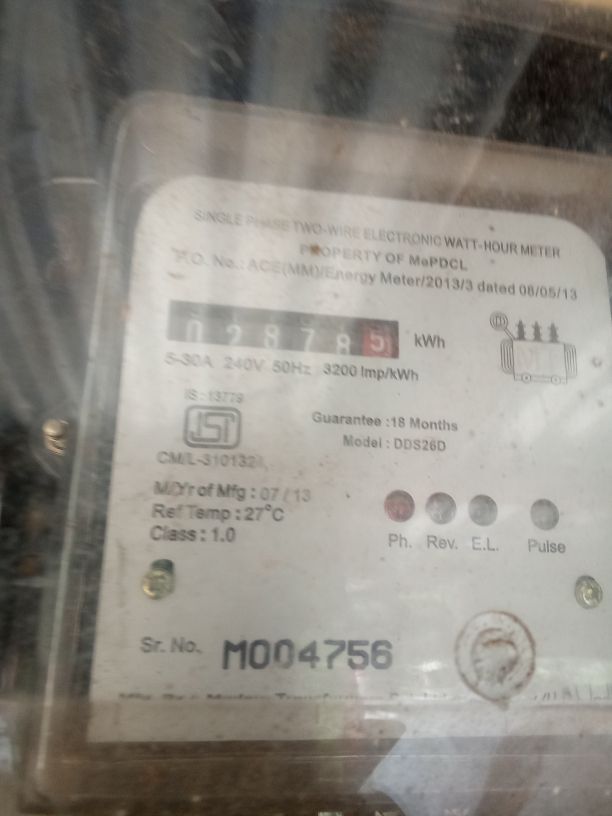 SINGLE PHASE TWO-WIRE ELECTRONIC WATT-HOUR METER
PROPERTY OF MePDCL
P.O. No.: ACE(MM)/Energy Meter/2013/3 dated 08/05/13
028785 kWh
5-30A 240V 50Hz 3200 Imp/kWh
IS : 13779
ISI
CM/L-3101321
Guarantee : 18 Months
Model : DDS26D
M/Yr of Mfg : 07 / 13
Ref Temp : 27°C
Class : 1.0
Ph. Rev. E.L. Pulse
Sr. No. M004756